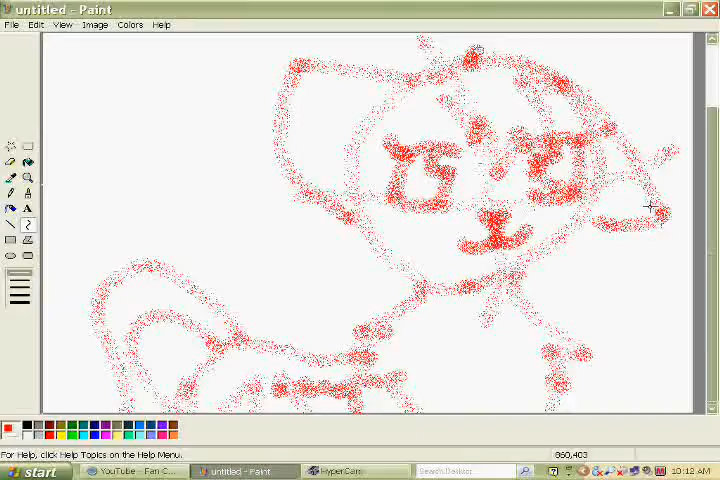 untitled - Paint
File Edit View Image Colors Help
A
For Help, click Help Topics on the Help Menu.
860,403
start
YouTube - Fan C...
untitled - Paint
HyperCam
Search Desktop
10:12 AM